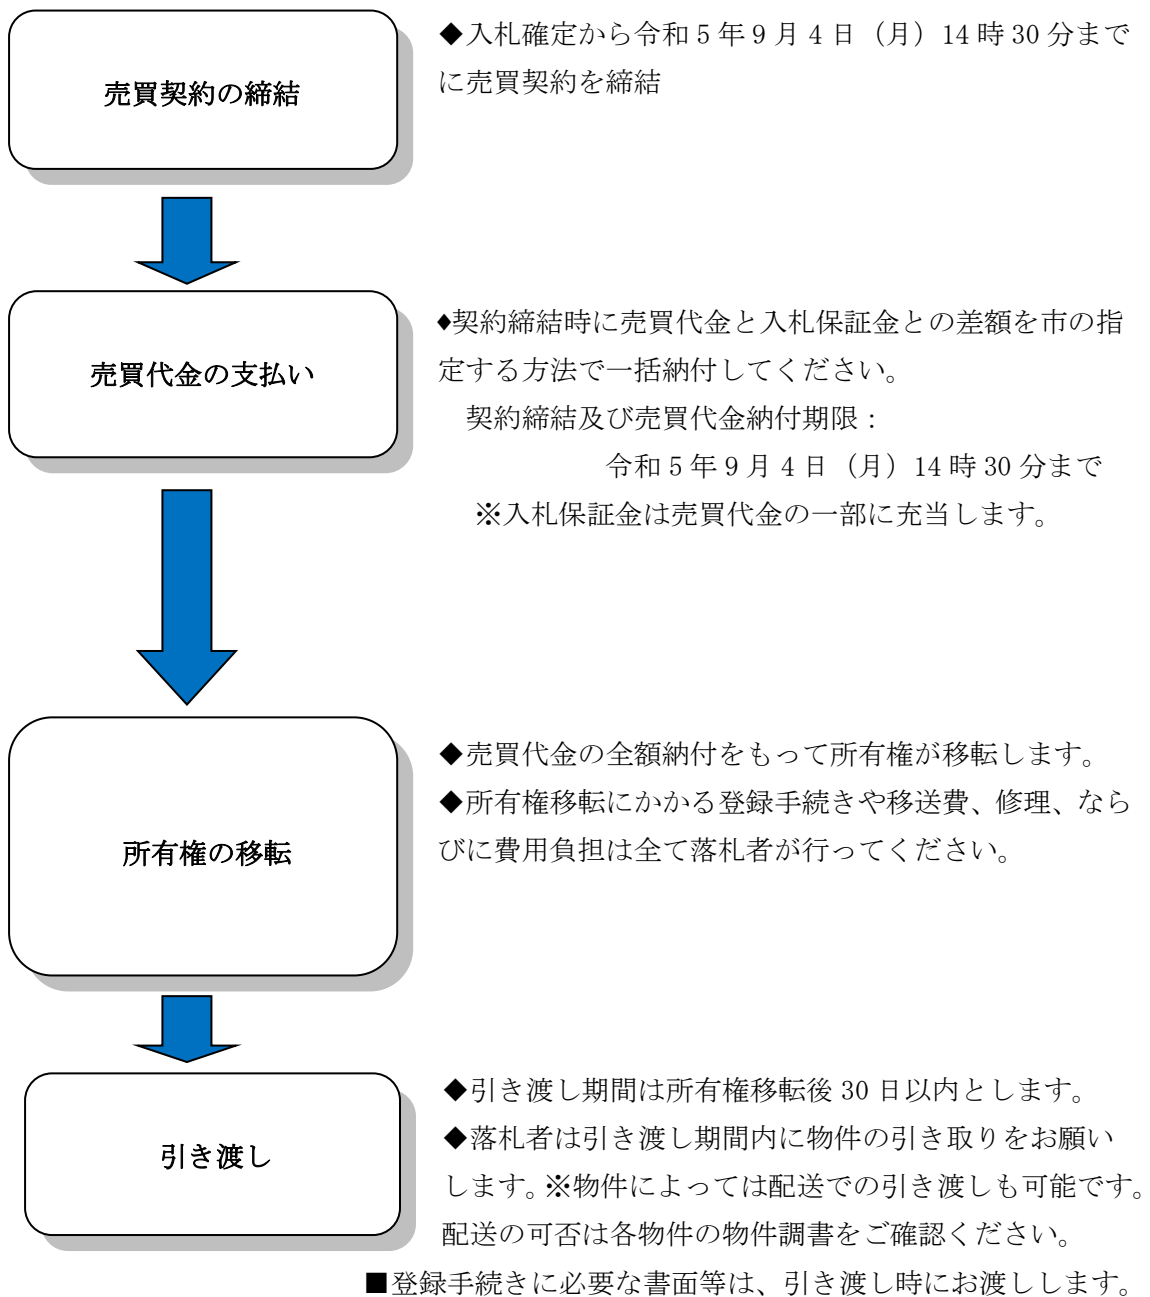 売買契約の締結
◆入札確定から令和5年9月4日（月）14時30分まで
に売買契約を締結
売買代金の支払い
♦契約締結時に売買代金と入札保証金との差額を市の指
定する方法で一括納付してください。
契約締結及び売買代金納付期限：
令和5年9月4日（月）14時30分まで
※入札保証金は売買代金の一部に充当します。
所有権の移転
◆売買代金の全額納付をもって所有権が移転します。
◆所有権移転にかかる登録手続きや移送費、修理、なら
びに費用負担は全て落札者が行ってください。
引き渡し
◆引き渡し期間は所有権移転後30日以内とします。
◆落札者は引き渡し期間内に物件の引き取りをお願い
します。※物件によっては配送での引き渡しも可能です。
配送の可否は各物件の物件調書をご確認ください。
■登録手続きに必要な書面等は、引き渡し時にお渡しします。